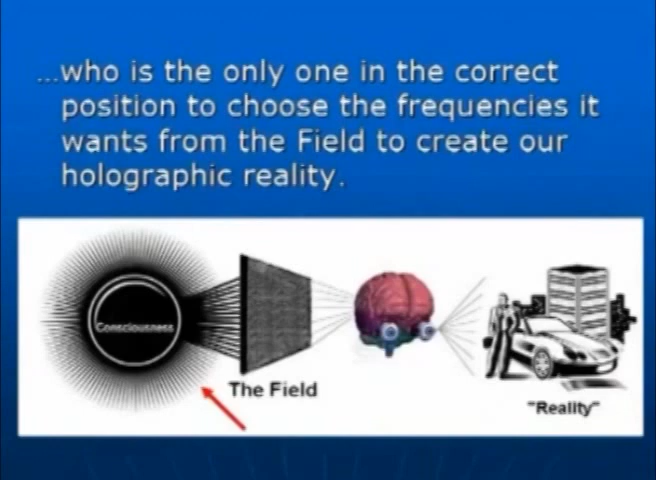 ...who is the only one in the correct
position to choose the frequencies it
wants from the Field to create our
holographic reality.
Consciousness
The Field
"Reality"